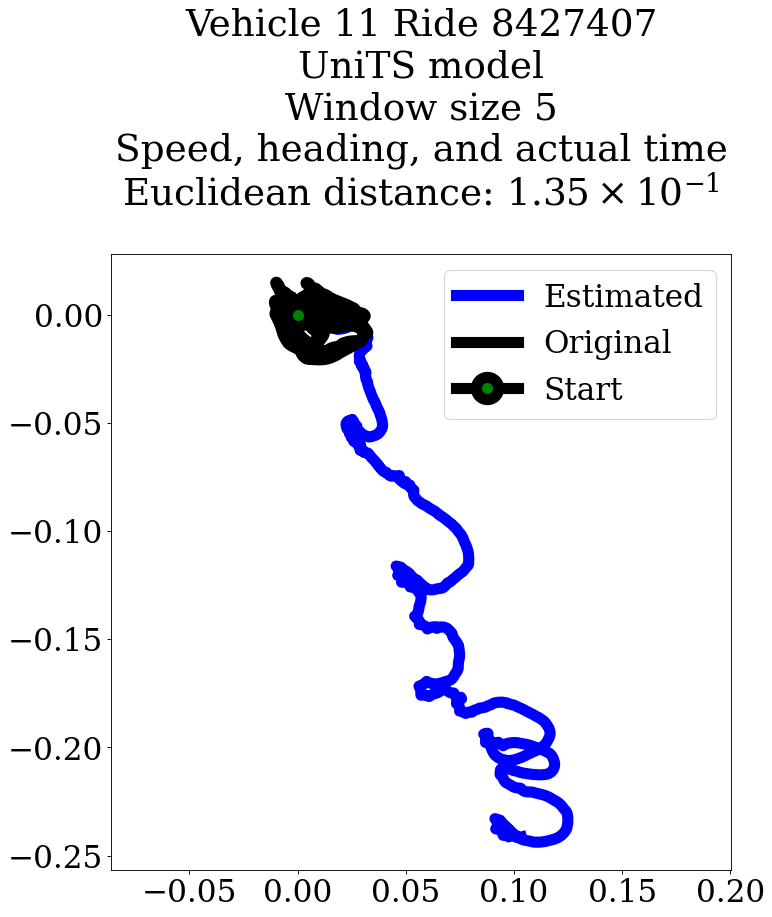 Vehicle 11 Ride 8427407
UniTS model
Window size 5
Speed, heading, and actual time
Euclidean distance: 1.35 × 10⁻¹
Estimated
Original
Start
0.00
−0.05
−0.10
−0.15
−0.20
−0.25
−0.05 0.00 0.05 0.10 0.15 0.20